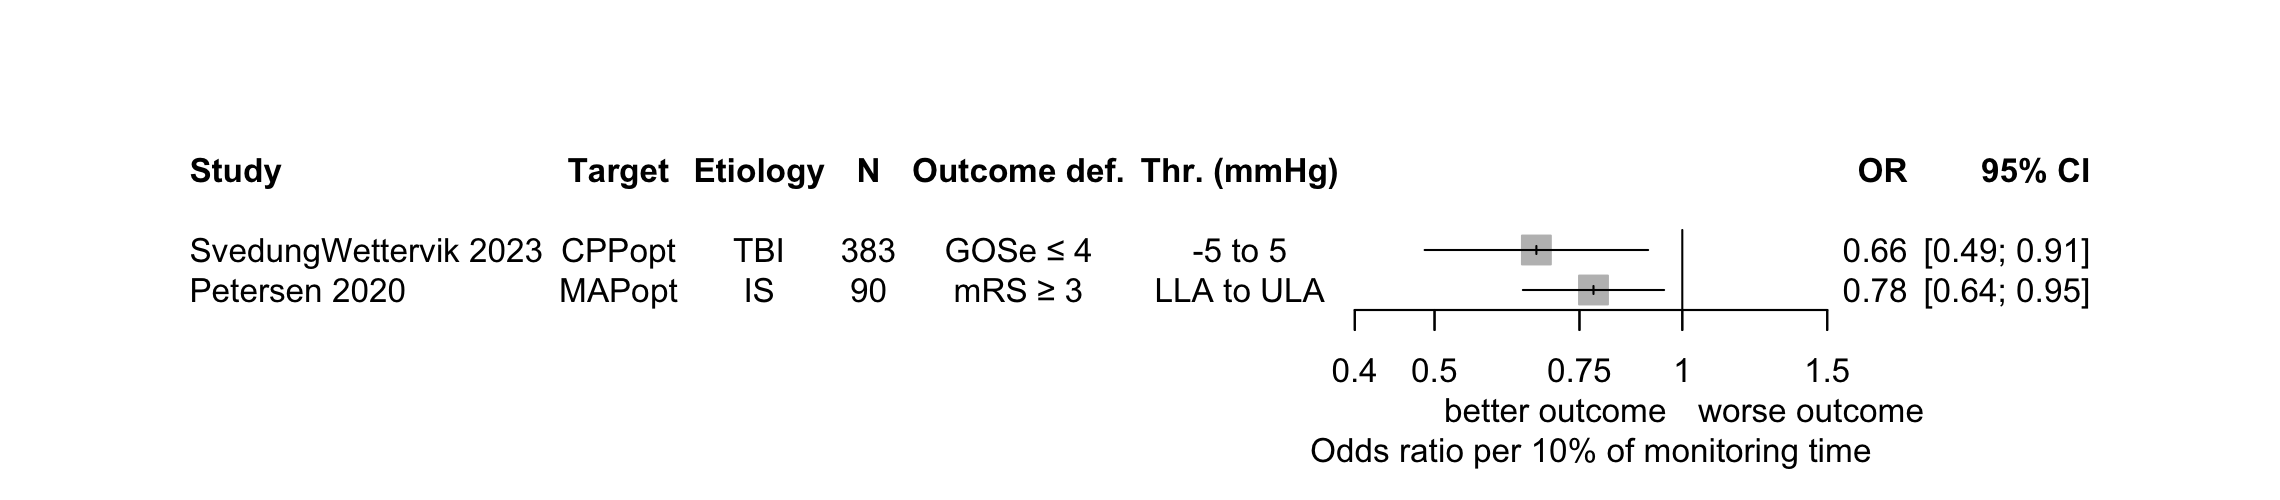 Study Target Etiology N Outcome def. Thr. (mmHg) OR 95% CI
SvedungWettervik 2023 CPPopt TBI 383 GOSe ≤ 4 -5 to 5 0.66 [0.49; 0.91]
Petersen 2020 MAPopt IS 90 mRS ≥ 3 LLA to ULA 0.78 [0.64; 0.95]
0.4 0.5 0.75 1 1.5
better outcome worse outcome
Odds ratio per 10% of monitoring time